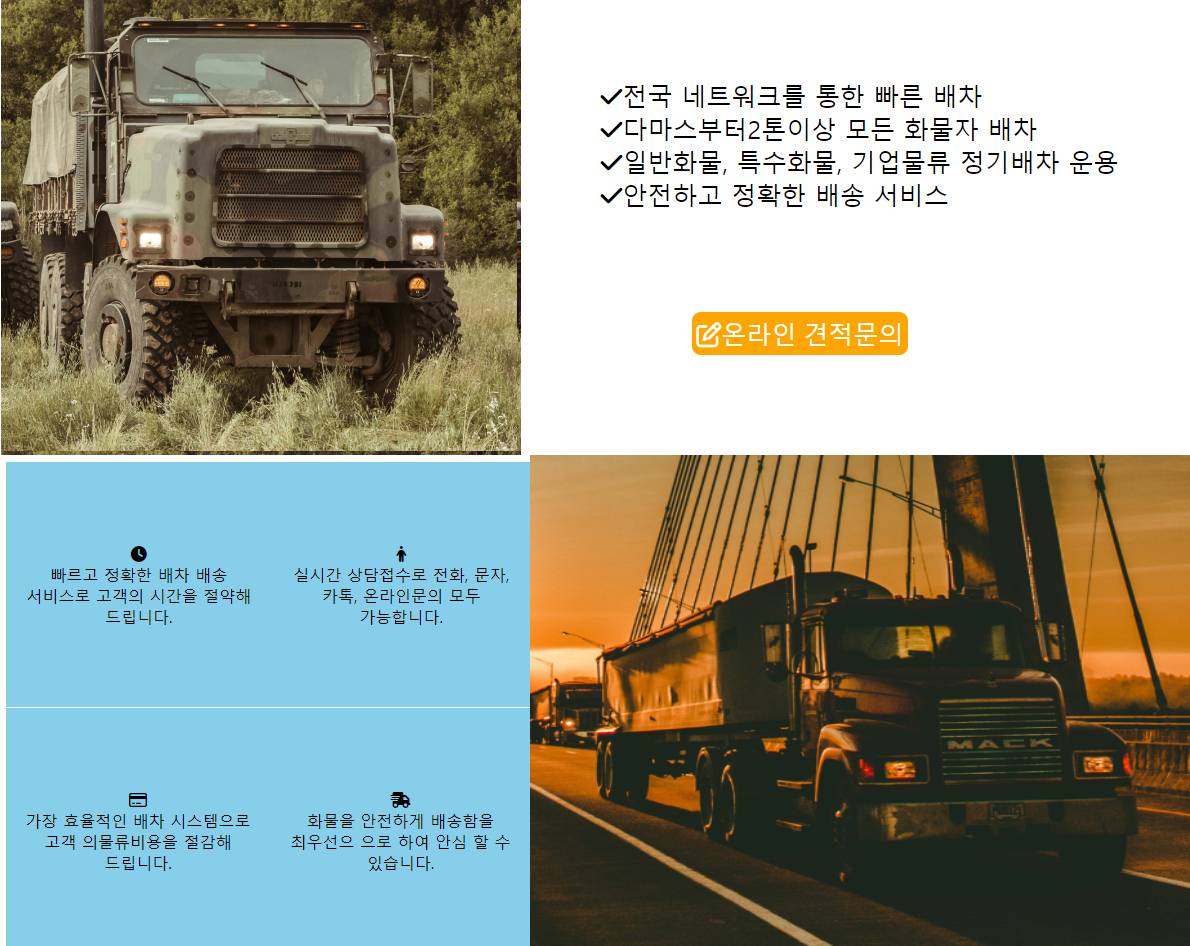 전국 네트워크를 통한 빠른 배차
다마스부터2톤이상 모든 화물자 배차
일반화물, 특수화물, 기업물류 정기배차 운용
안전하고 정확한 배송 서비스
온라인 견적문의
빠르고 정확한 배차 배송
서비스로 고객의 시간을 절약해
드립니다.
실시간 상담접수로 전화, 문자,
카톡, 온라인문의 모두
가능합니다.
가장 효율적인 배차 시스템으로
고객 의물류비용을 절감해
드립니다.
화물을 안전하게 배송함을
최우선으 으로 하여 안심 할 수
있습니다.
MACK